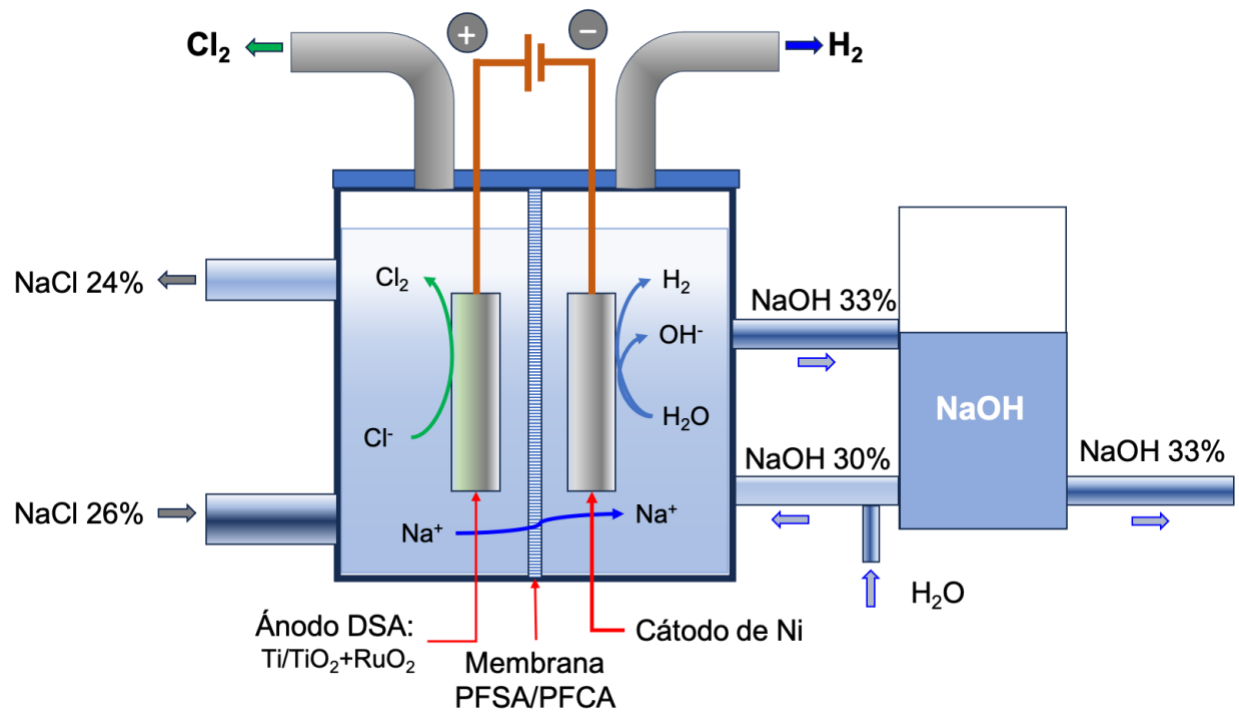 Cl₂
+
−
H₂
NaCl 24%
NaCl 26%
Cl₂
Cl⁻
Na⁺
H₂
OH⁻
H₂O
Na⁺
NaOH 33%
NaOH
NaOH 30%
NaOH 33%
H₂O
Ánodo DSA:
Ti/TiO₂+RuO₂
Membrana
PFSA/PFCA
Cátodo de Ni